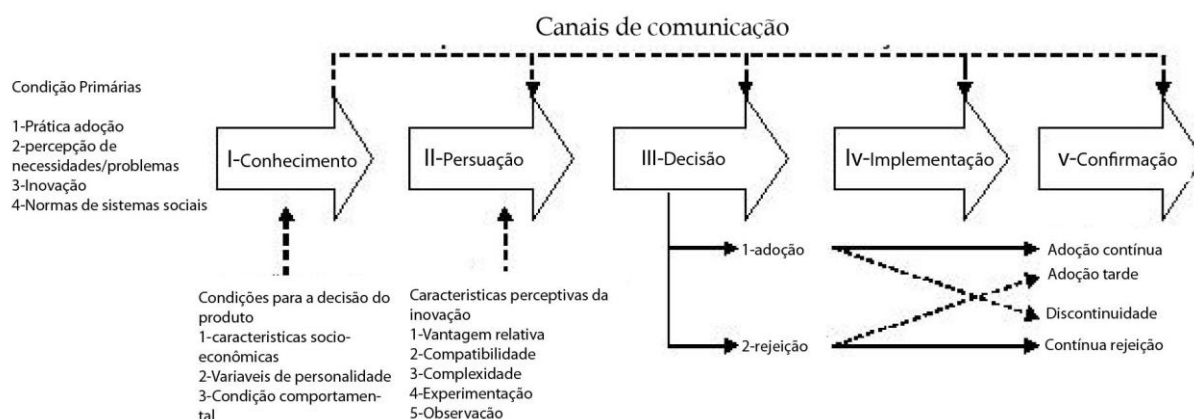 Canais de comunicação
Condição Primárias
1-Prática adoção
2-percepção de
necessidades/problemas
3-Inovação
4-Normas de sistemas sociais
I-Conhecimento
II-Persuação
III-Decisão
Iv-Implementação
v-Confirmação
1-adoção
2-rejeição
Adoção contínua
Adoção tarde
Discontinuidade
Contínua rejeição
Condições para a decisão do
produto
1-caracteristicas socio-
econômicas
2-Variaveis de personalidade
3-Condição comportamen-
tal
Caracteristicas perceptivas da
inovação
1-Vantagem relativa
2-Compatibilidade
3-Complexidade
4-Experimentação
5-Observação